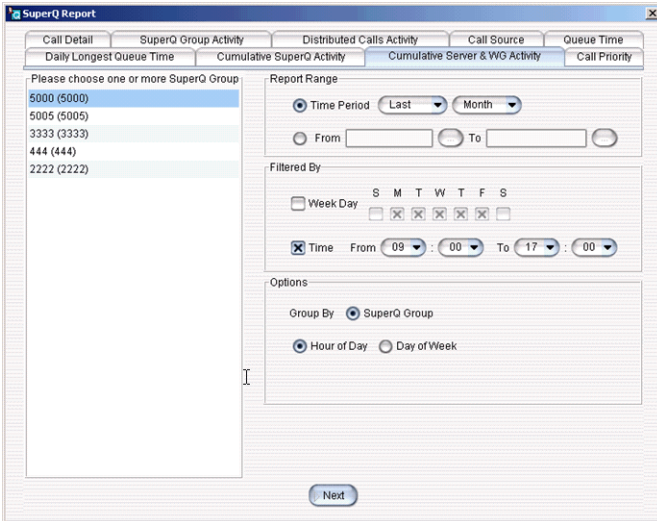 SuperQ Report
Call Detail SuperQ Group Activity Distributed Calls Activity Call Source Queue Time
Daily Longest Queue Time Cumulative SuperQ Activity Cumulative Server & WG Activity Call Priority
Please choose one or more SuperQ Group
5000 (5000)
5005 (5005)
3333 (3333)
444 (444)
2222 (2222)
Report Range
Time Period Last Month
From To
Filtered By
S M T W T F S
Week Day
Time From 09 : 00 To 17 : 00
Options
Group By SuperQ Group
Hour of Day Day of Week
Next